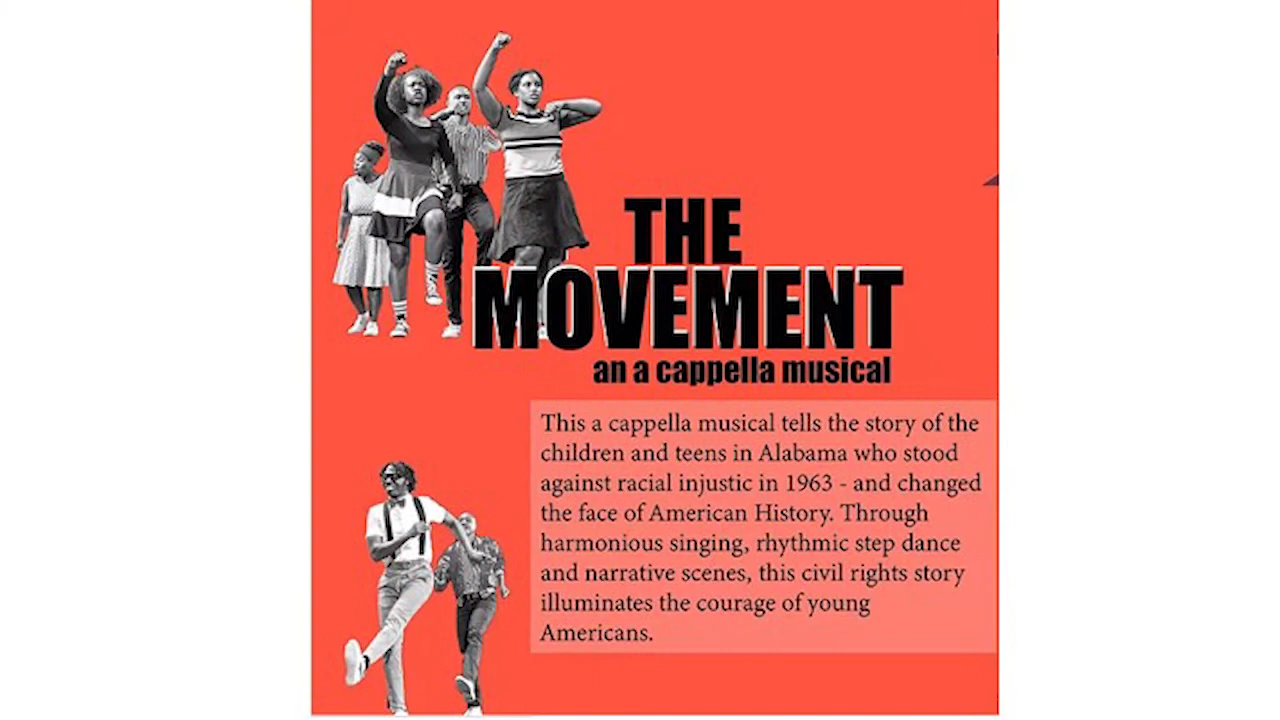 THE
MOVEMENT
an a cappella musical
This a cappella musical tells the story of the
children and teens in Alabama who stood
against racial injustic in 1963 - and changed
the face of American History. Through
harmonious singing, rhythmic step dance
and narrative scenes, this civil rights story
illuminates the courage of young
Americans.